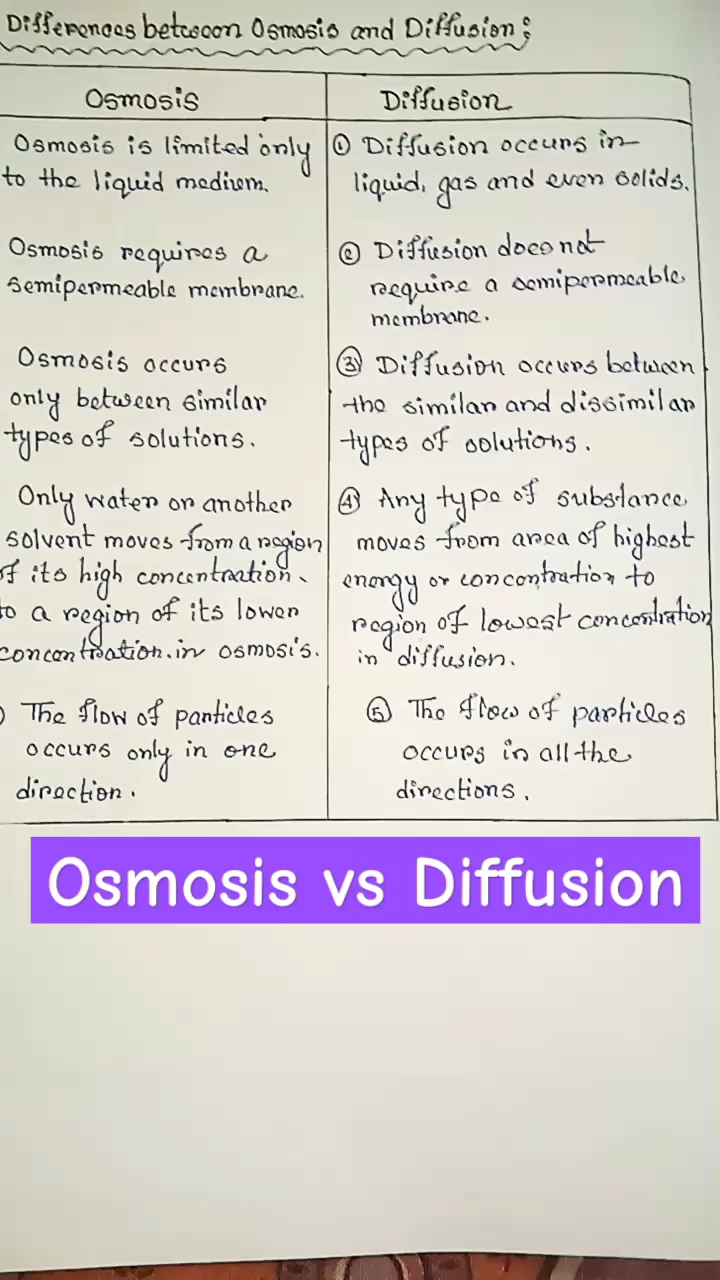 Differences between Osmosis and Diffusion:
Osmosis
Diffusion
Osmosis is limited only
to the liquid medium.
① Diffusion occurs in
liquid, gas and even solids.
Osmosis requires a
semipermeable membrane.
② Diffusion does not
require a semipermeable
membrane.
Osmosis occurs
only between similar
types of solutions.
③ Diffusion occurs between
the similar and dissimilar
types of solutions.
Only water or another
solvent moves from a region
of its high concentration
to a region of its lower
concentration in osmosis.
④ Any type of substance
moves from area of highest
energy or concentration to
region of lowest concentration
in diffusion.
) The flow of particles
occurs only in one
direction.
⑤ The flow of particles
occurs in all the
directions.
Osmosis vs Diffusion